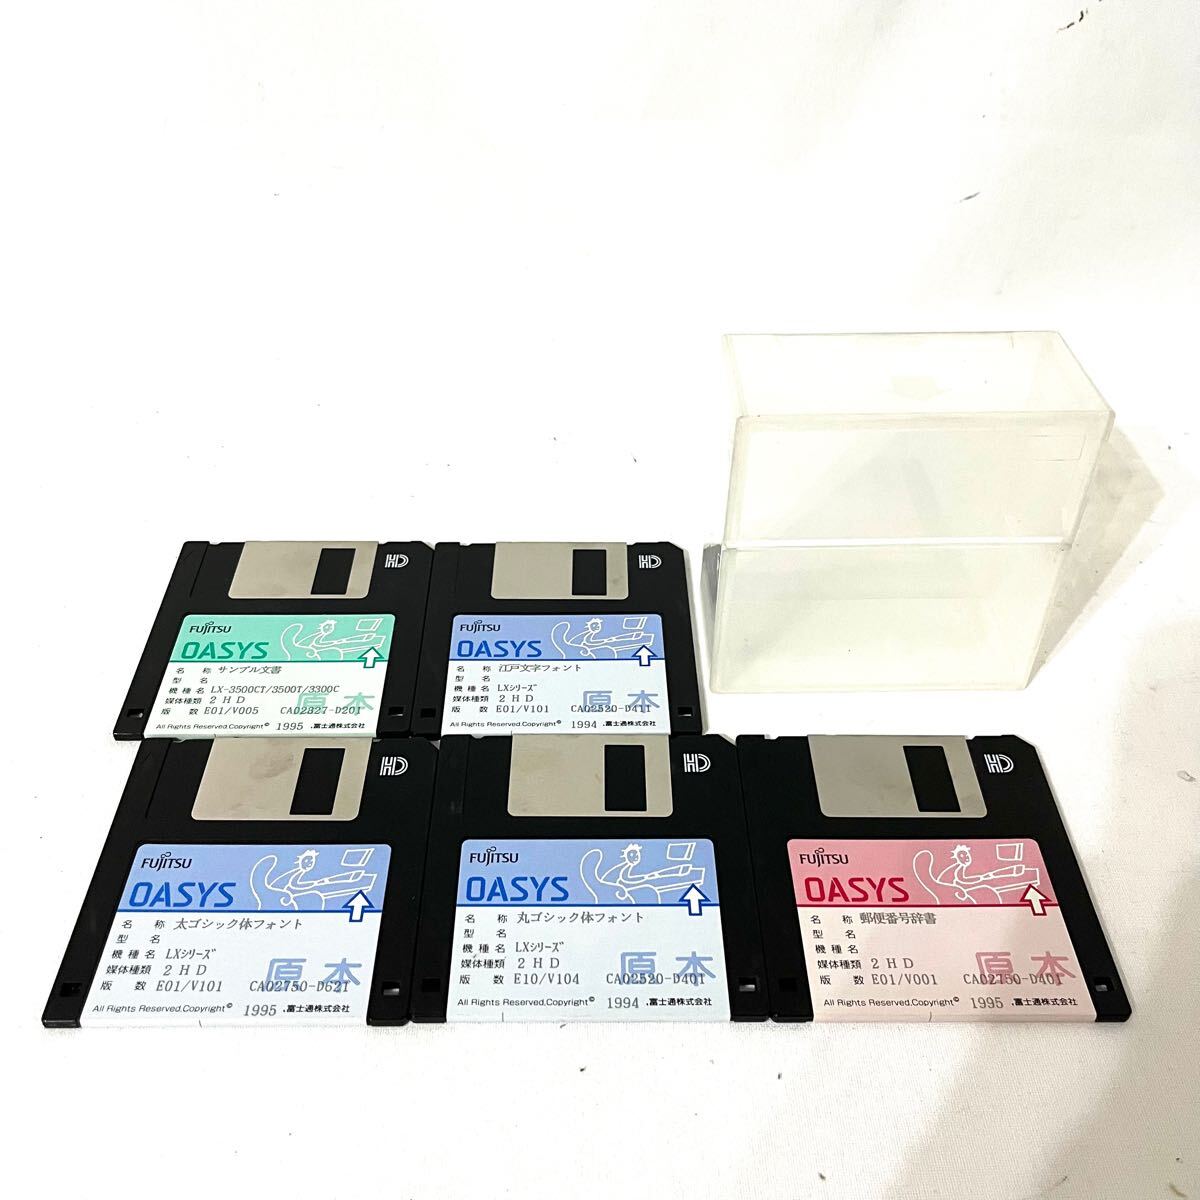 HD
FUJITSU
OASYS
名 称 サンプル文書
型 名
機種名 LX-3500CT/3500T/3300C
媒体種類 2HD
原本
版 数 E01/V005 CA02327-D201
All Rights Reserved,Copyright© 1995 ,富士通株式会社
HD
FUJITSU
OASYS
名 称 江戸文字フォント
型 名
機種名 LXシリーズ
媒体種類 2HD
原本
版 数 E01/V101 CA02520-D411
All Rights Reserved,Copyright© 1994 ,富士通株式会社
HD
FUJITSU
OASYS
名 称 太ゴシック体フォント
型 名
機種名 LXシリーズ
媒体種類 2HD
原本
版 数 E01/V101 CA02750-D621
All Rights Reserved,Copyright© 1995 ,富士通株式会社
HD
FUJITSU
OASYS
名 称 丸ゴシック体フォント
型 名
機種名 LXシリーズ
媒体種類 2HD
原本
版 数 E10/V104 CA02520-D401
All Rights Reserved,Copyright© 1994 ,富士通株式会社
HD
FUJITSU
OASYS
名 称 郵便番号辞書
型 名
機種名
媒体種類 2HD
原本
版 数 E01/V001 CA02750-D461
All Rights Reserved,Copyright© 1995 ,富士通株式会社